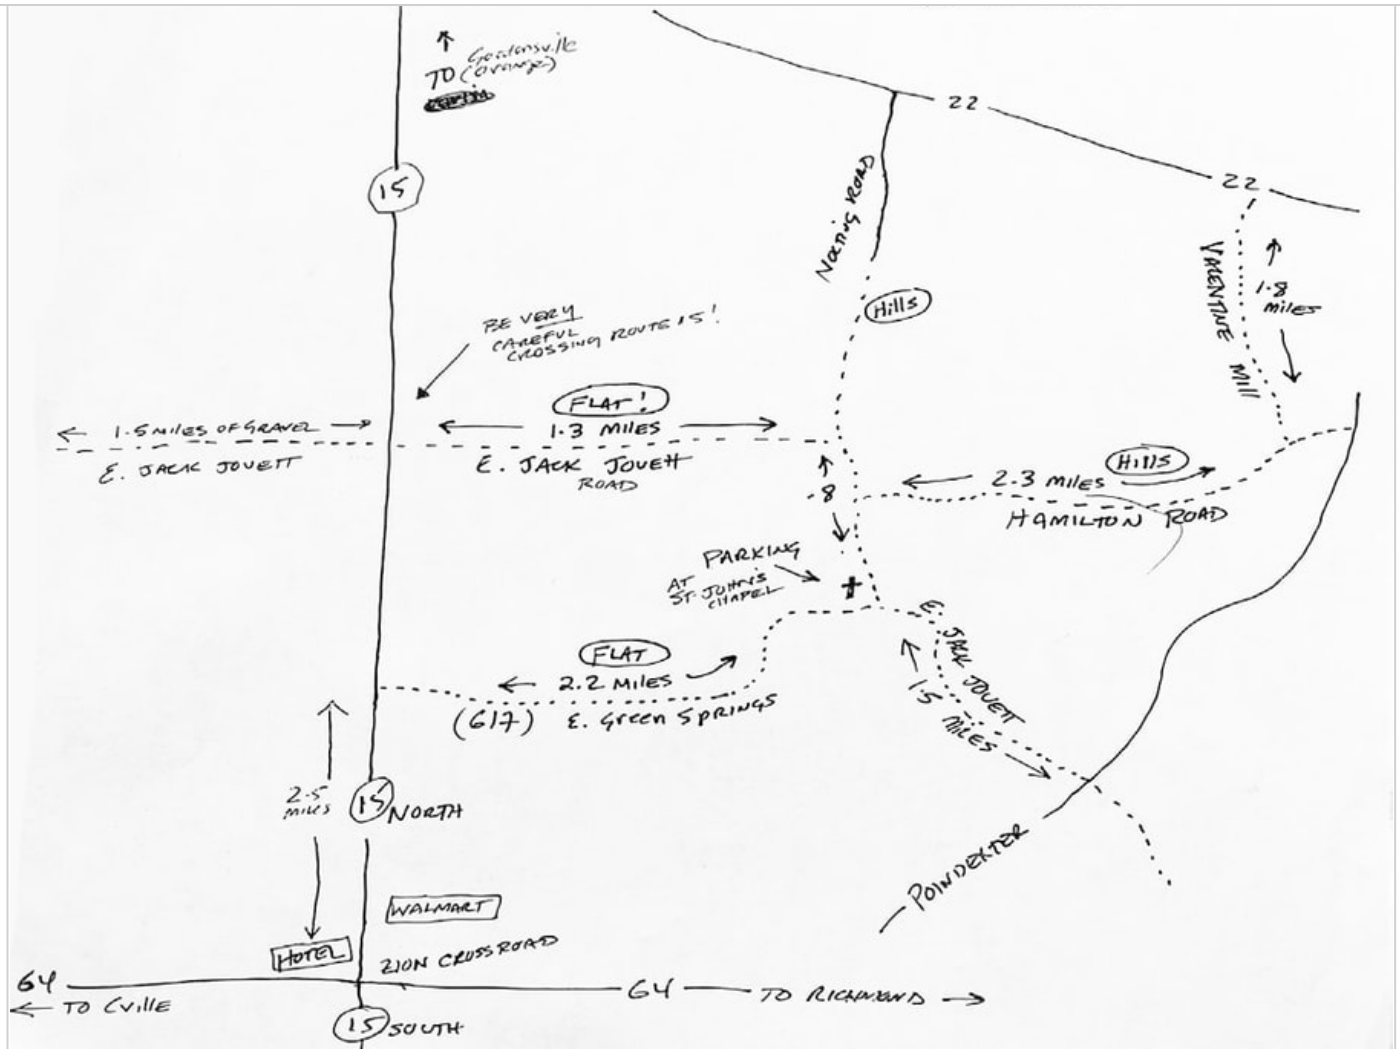 ↑
TO Gordonsville
(Orange)
22
22
15
NOLTING ROAD
Hills
VALENTINE MILL
1.8
MILES
BE VERY
CAREFUL
CROSSING ROUTE 15!
FLAT!
← 1.5 MILES OF GRAVEL →
E. JACK JOUETT
← 1.3 MILES →
E. JACK JOUETT
ROAD
.8
Hills
← 2.3 MILES →
HAMILTON ROAD
PARKING
AT
ST. JOHN'S
CHAPEL
FLAT
← 2.2 MILES →
(617) E. Green SPRINGS
E. JACK JOUETT
1.5 MILES
2.5
MILES
15 NORTH
POINDEXTER
WALMART
HOTEL
ZION CROSSROAD
64
64
← TO CVille
TO RICHMOND →
15 SOUTH